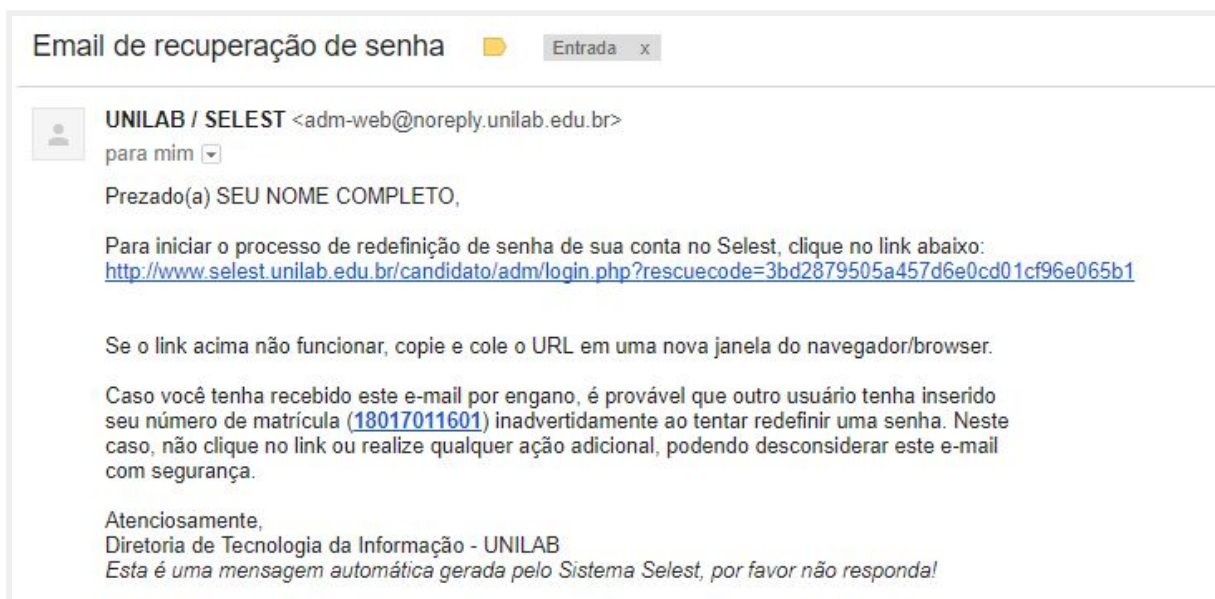 Email de recuperação de senha Entrada x
UNILAB / SELEST <adm-web@noreply.unilab.edu.br>
para mim
Prezado(a) SEU NOME COMPLETO,
Para iniciar o processo de redefinição de senha de sua conta no Selest, clique no link abaixo:
http://www.selest.unilab.edu.br/candidato/adm/login.php?rescuecode=3bd2879505a457d6e0cd01cf96e065b1
Se o link acima não funcionar, copie e cole o URL em uma nova janela do navegador/browser.
Caso você tenha recebido este e-mail por engano, é provável que outro usuário tenha inserido
seu número de matrícula (18017011601) inadvertidamente ao tentar redefinir uma senha. Neste
caso, não clique no link ou realize qualquer ação adicional, podendo desconsiderar este e-mail
com segurança.
Atenciosamente,
Diretoria de Tecnologia da Informação - UNILAB
Esta é uma mensagem automática gerada pelo Sistema Selest, por favor não responda!